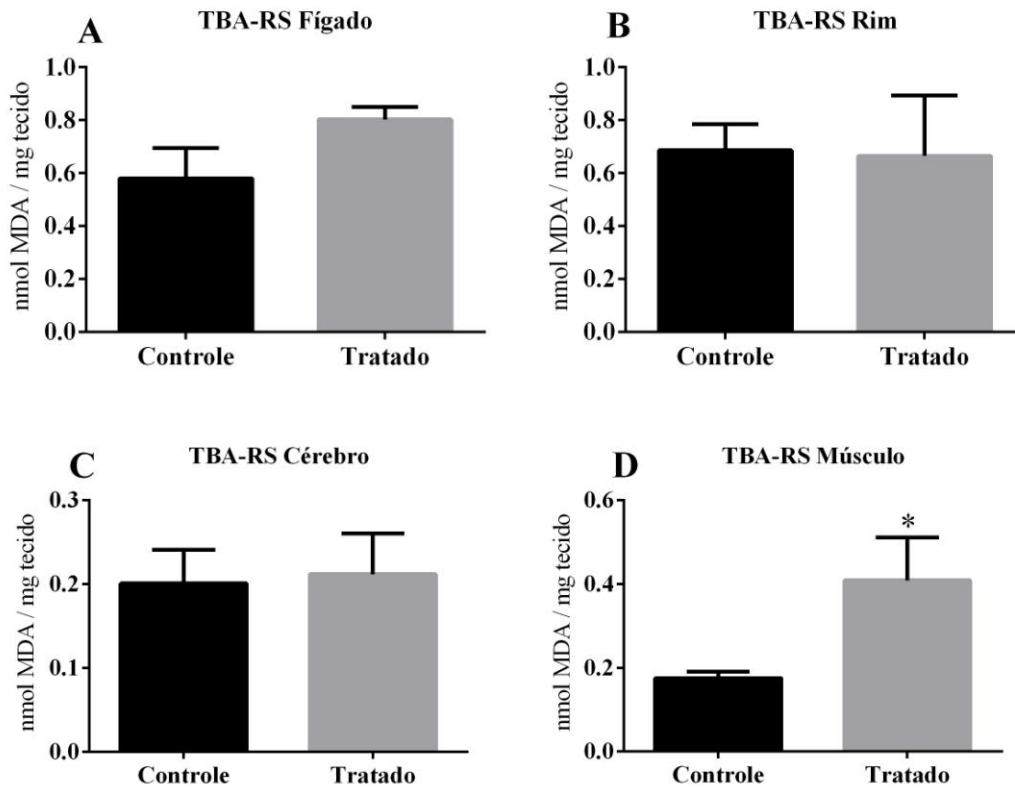 A
TBA-RS Fígado
nmol MDA / mg tecido
1.0
0.8
0.6
0.4
0.2
0.0
Controle
Tratado
B
TBA-RS Rim
nmol MDA / mg tecido
1.0
0.8
0.6
0.4
0.2
0.0
Controle
Tratado
C
TBA-RS Cérebro
nmol MDA / mg tecido
0.3
0.2
0.1
0.0
Controle
Tratado
D
TBA-RS Músculo
nmol MDA / mg tecido
0.6
0.4
0.2
0.0
*
Controle
Tratado